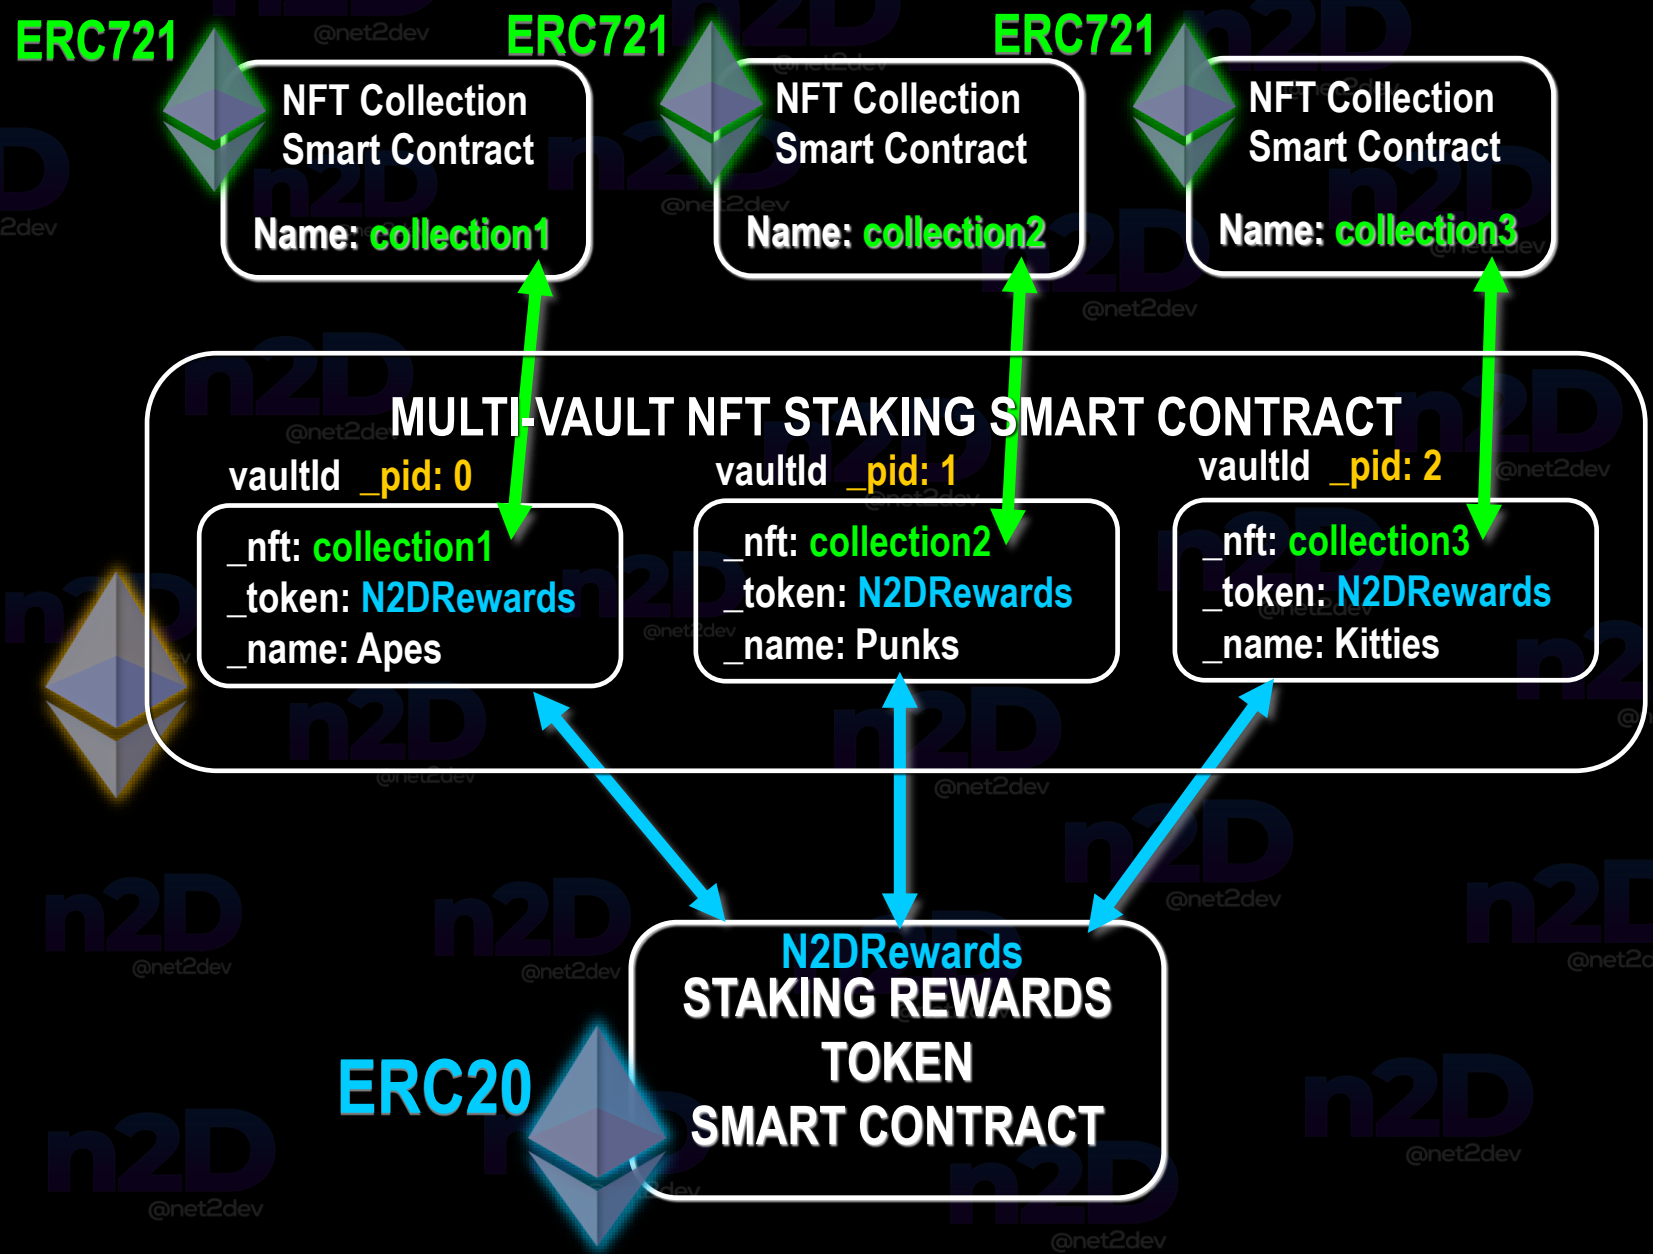 ERC721
ERC721
ERC721
NFT Collection
Smart Contract
Name: collection1
NFT Collection
Smart Contract
Name: collection2
NFT Collection
Smart Contract
Name: collection3
MULTI-VAULT NFT STAKING SMART CONTRACT
vaultId _pid: 0
_nft: collection1
_token: N2DRewards
_name: Apes
vaultId _pid: 1
_nft: collection2
_token: N2DRewards
_name: Punks
vaultId _pid: 2
_nft: collection3
_token: N2DRewards
_name: Kitties
N2DRewards
STAKING REWARDS
TOKEN
SMART CONTRACT
ERC20
n2D
@net2dev